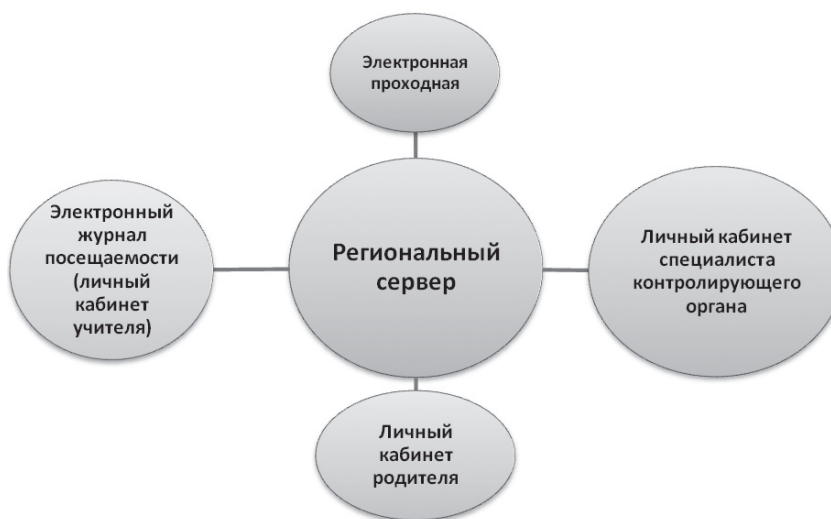 Электронная
проходная
Электронный
журнал
посещаемости
(личный
кабинет
учителя)
Региональный
сервер
Личный кабинет
специалиста
контролирующего
органа
Личный
кабинет
родителя